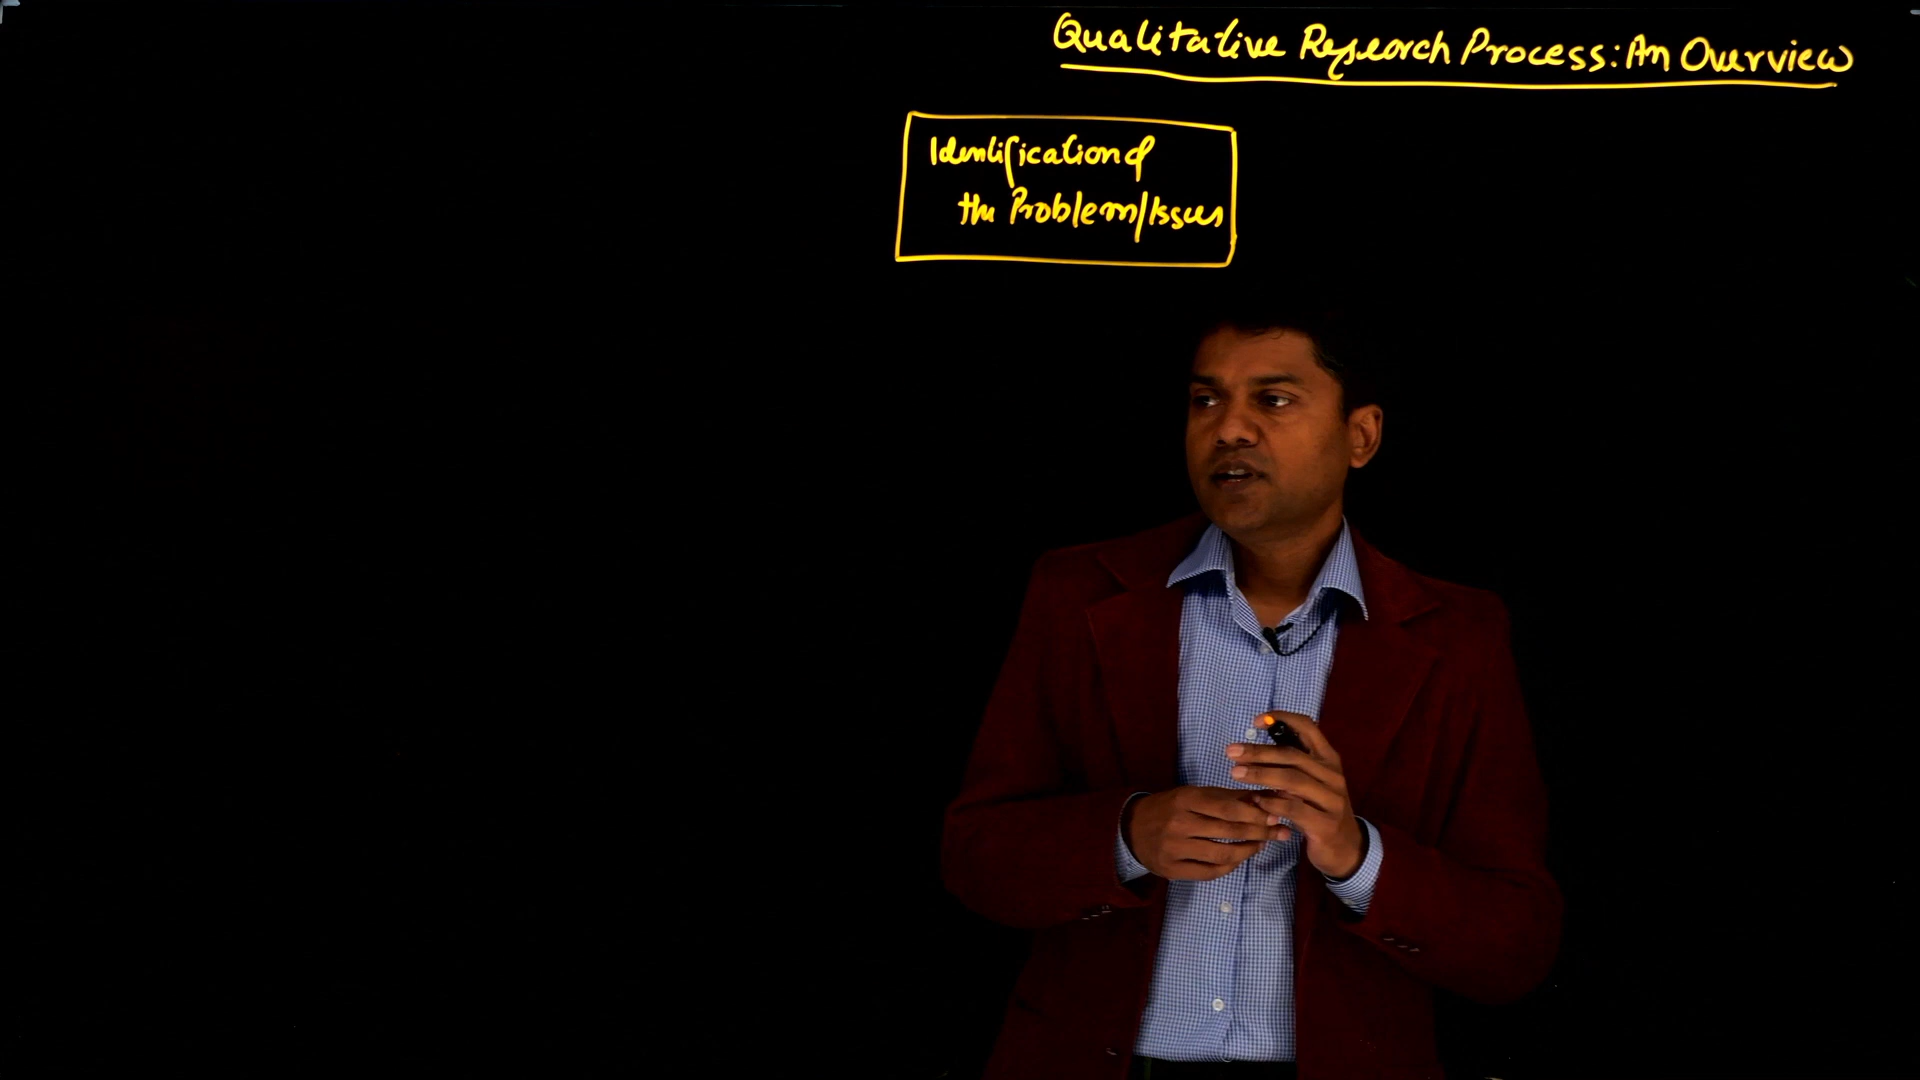 Qualitative Research Process: An Overview
Identification of
the Problem/Issues